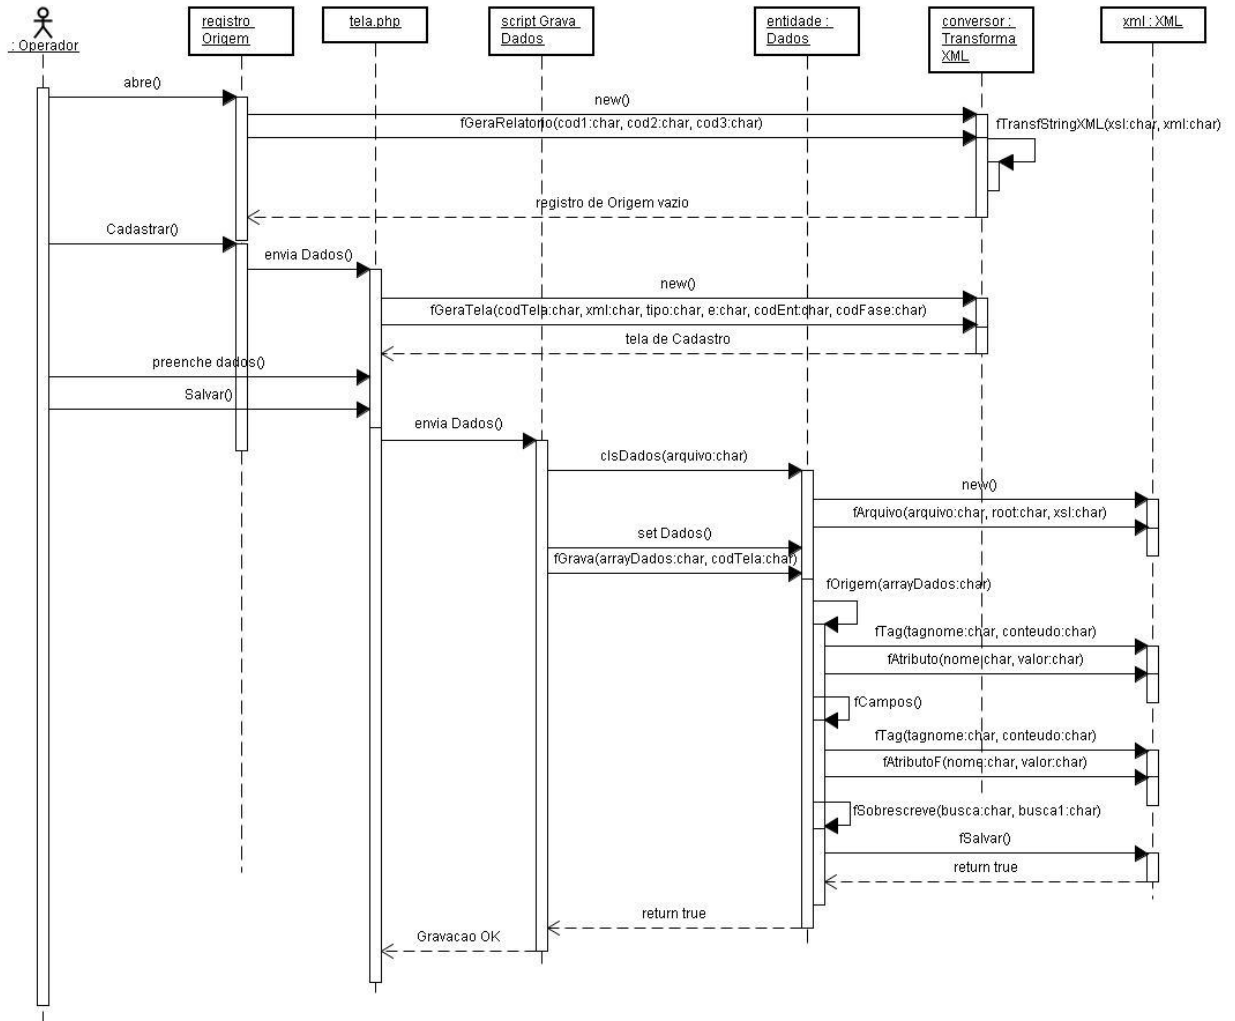 registro
Origem
tela.php
script Grava
Dados
entidade :
Dados
conversor :
Transforma
XML
xml : XML
: Operador
abre()
new()
fGeraRelatorio(cod1:char, cod2:char, cod3:char)
fTransfStringXML(xsl:char, xml:char)
registro de Origem vazio
Cadastrar()
envia Dados()
new()
fGeraTela(codTela:char, xml:char, tipo:char, e:char, codEnt:char, codFase:char)
tela de Cadastro
preenche dados()
Salvar()
envia Dados()
clsDados(arquivo:char)
new()
fArquivo(arquivo:char, root:char, xsl:char)
set Dados()
fGrava(arrayDados:char, codTela:char)
fOrigem(arrayDados:char)
fTag(tagnome:char, conteudo:char)
fAtributo(nome:char, valor:char)
fCampos()
fTag(tagnome:char, conteudo:char)
fAtributoF(nome:char, valor:char)
fSobrescreve(busca:char, busca1:char)
fSalvar()
return true
return true
Gravacao OK